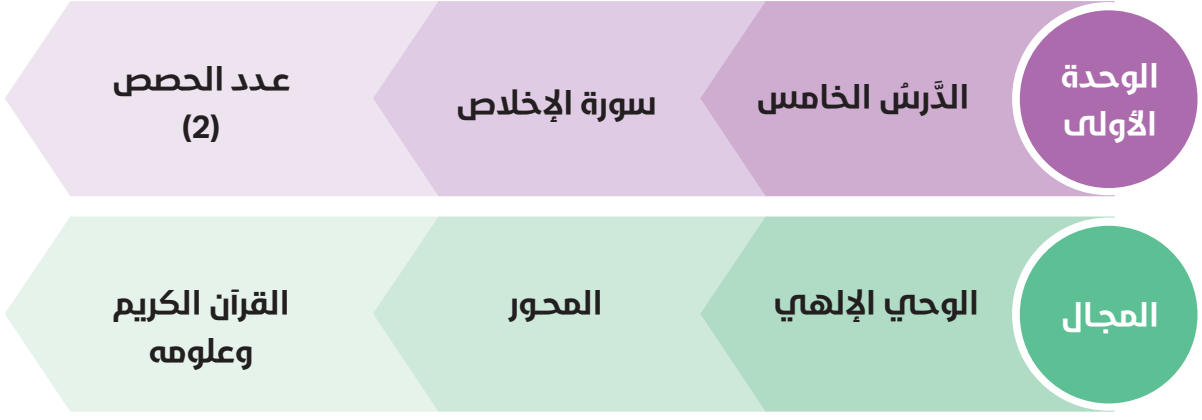 الوحدة
الأولى
الدَّرسُ الخامس
سورة الإخلاص
عدد الحصص
(2)
المجال
الوحي الإلهي
المحور
القرآن الكريم
وعلومه